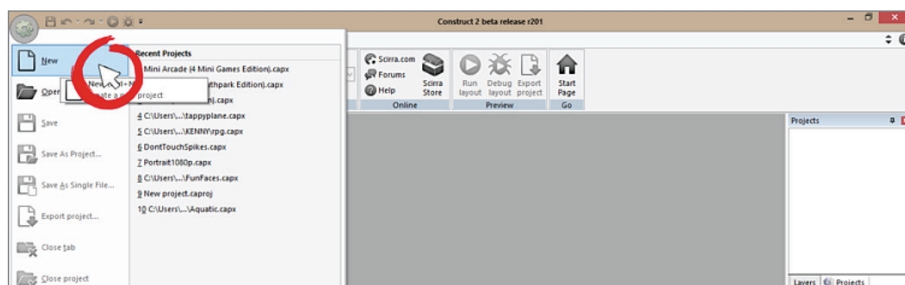 Construct 2 beta release r201
New
Open
Save
Save As Project...
Save As Single File...
Export project...
Close tab
Close project
Recent Projects
Mini Arcade (4 Mini Games Edition).capx
thpark Edition).capx
n).capx
4 C:\Users\...\tappyplane.capx
5 C:\Users\...\KENNY\rpg.capx
6 DontTouchSpikes.capx
7 Portrait1080p.capx
8 C:\Users\...\FunFaces.capx
9 New project.caproj
10 C:\Users\...\Aquatic.capx
New
project
Scirra.com
Forums
Help
Scirra Store
Online
Run layout
Debug layout
Export project
Preview
Start Page
Go
Projects
Layers
Projects